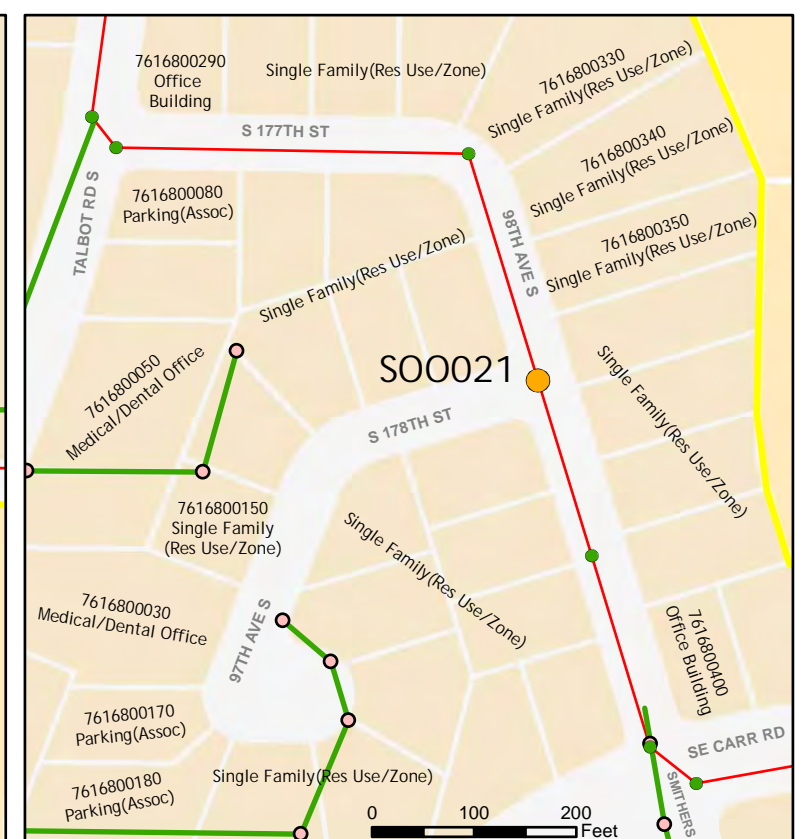 7616800290
Office
Building
Single Family(Res Use/Zone)
7616800330
Single Family(Res Use/Zone)
S 177TH ST
7616800340
Single Family(Res Use/Zone)
7616800080
Parking(Assoc)
TALBOT RD S
98TH AVE S
7616800350
Single Family(Res Use/Zone)
Single Family(Res Use/Zone)
7616800050
Medical/Dental Office
SOO021
Single Family(Res Use/Zone)
S 178TH ST
7616800150
Single Family
(Res Use/Zone)
Single Family(Res Use/Zone)
7616800030
Medical/Dental Office
97TH AVE S
7616800400
Office Building
7616800170
Parking(Assoc)
SE CARR RD
7616800180
Parking(Assoc)
Single Family(Res Use/Zone)
SMITHERS
0 100 200
Feet